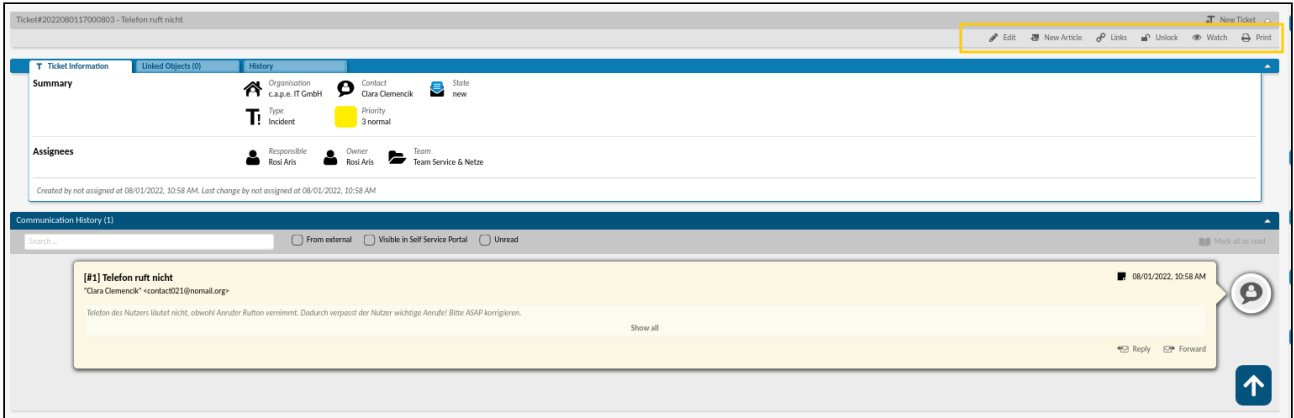 Ticket#2022080117000803 - Telefon ruft nicht
New Ticket
Edit New Article Links Unlock Watch Print
Ticket Information Linked Objects (0) History
Summary
Organisation Contact State
c.a.p.e. IT GmbH Clara Clemencik new
Type Priority
Incident 3 normal
Assignees
Responsible Owner Team
Rosi Aris Rosi Aris Team Service & Netze
Created by not assigned at 08/01/2022, 10:58 AM. Last change by not assigned at 08/01/2022, 10:58 AM
Communication History (1)
Search ... From external Visible in Self Service Portal Unread Mark all as read
[#1] Telefon ruft nicht 08/01/2022, 10:58 AM
"Clara Clemencik" <contact021@nomail.org>
Telefon des Nutzers läutet nicht, obwohl Anrufer Rufton vernimmt. Dadurch verpasst der Nutzer wichtige Anrufe! Bitte ASAP korrigieren.
Show all
Reply Forward